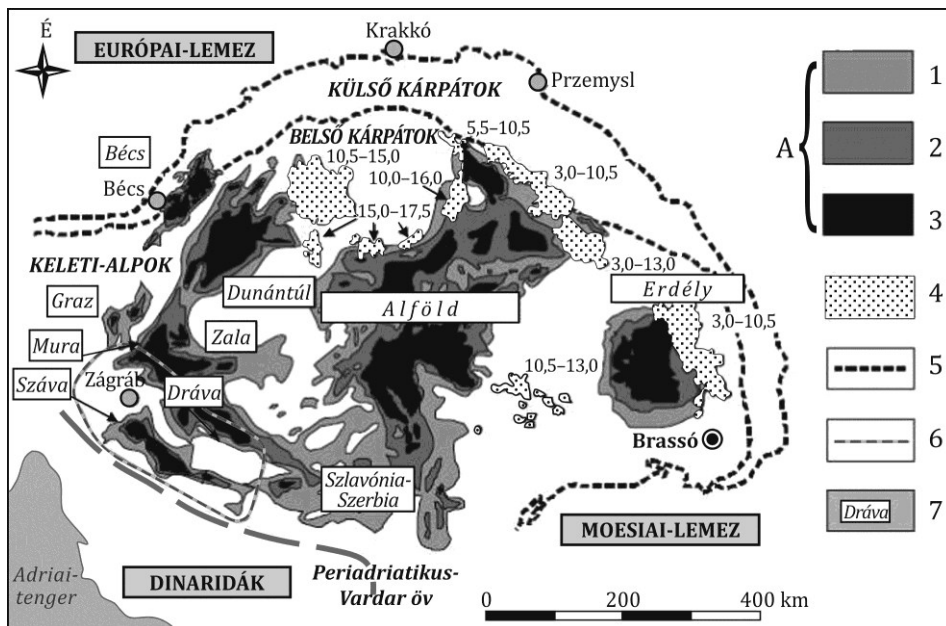 É
EURÓPAI-LEMEZ
Krakkó
Przemysl
KÜLSŐ KÁRPÁTOK
BELSŐ KÁRPÁTOK
5,5–10,5
Bécs
Bécs
10,5–15,0
10,0–16,0
3,0–10,5
15,0–17,5
KELETI-ALPOK
3,0–13,0
Graz
Dunántúl
Alföld
Erdély
3,0–10,5
Mura
Zala
Száva
Zágráb
Dráva
10,5–13,0
Brassó
Szlavónia-
Szerbia
MOESIAI-LEMEZ
Adriai-
tenger
DINARIDÁK
Periadriatikus-
Vardar öv
0 200 400 km
A
1
2
3
4
5
6
Dráva 7